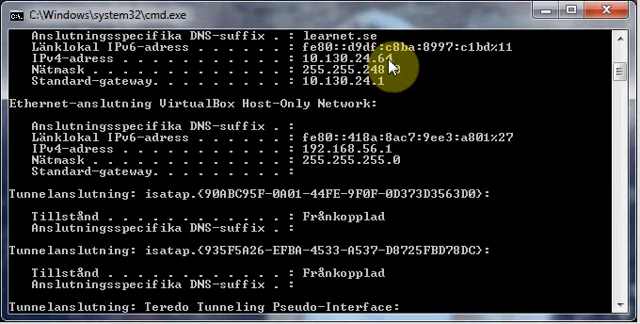 C:\Windows\system32\cmd.exe
Anslutningsspecifika DNS-suffix . : learnet.se
Länklokal IPv6-adress . . . . . . . : fe80::d9df:c8ba:8997:c1bd%11
IPv4-adress . . . . . . . . . . . . : 10.130.24.64
Nätmask . . . . . . . . . . . . . . : 255.255.248.0
Standard-gateway. . . . . . . . . . : 10.130.24.1
Ethernet-anslutning VirtualBox Host-Only Network:
Anslutningsspecifika DNS-suffix . :
Länklokal IPv6-adress . . . . . . . : fe80::418a:8ac7:9ee3:a801%27
IPv4-adress . . . . . . . . . . . . : 192.168.56.1
Nätmask . . . . . . . . . . . . . . : 255.255.255.0
Standard-gateway. . . . . . . . . . :
Tunnelanslutning: isatap.{90ABC95F-0A01-44FE-9F0F-0D373D3563D0}:
Tillstånd . . . . . . . . . . . . . : Frånkopplad
Anslutningsspecifika DNS-suffix . :
Tunnelanslutning: isatap.{935F5A26-EFBA-4533-A537-D8725FBD78DC}:
Tillstånd . . . . . . . . . . . . . : Frånkopplad
Anslutningsspecifika DNS-suffix . :
Tunnelanslutning: Teredo Tunneling Pseudo-Interface: